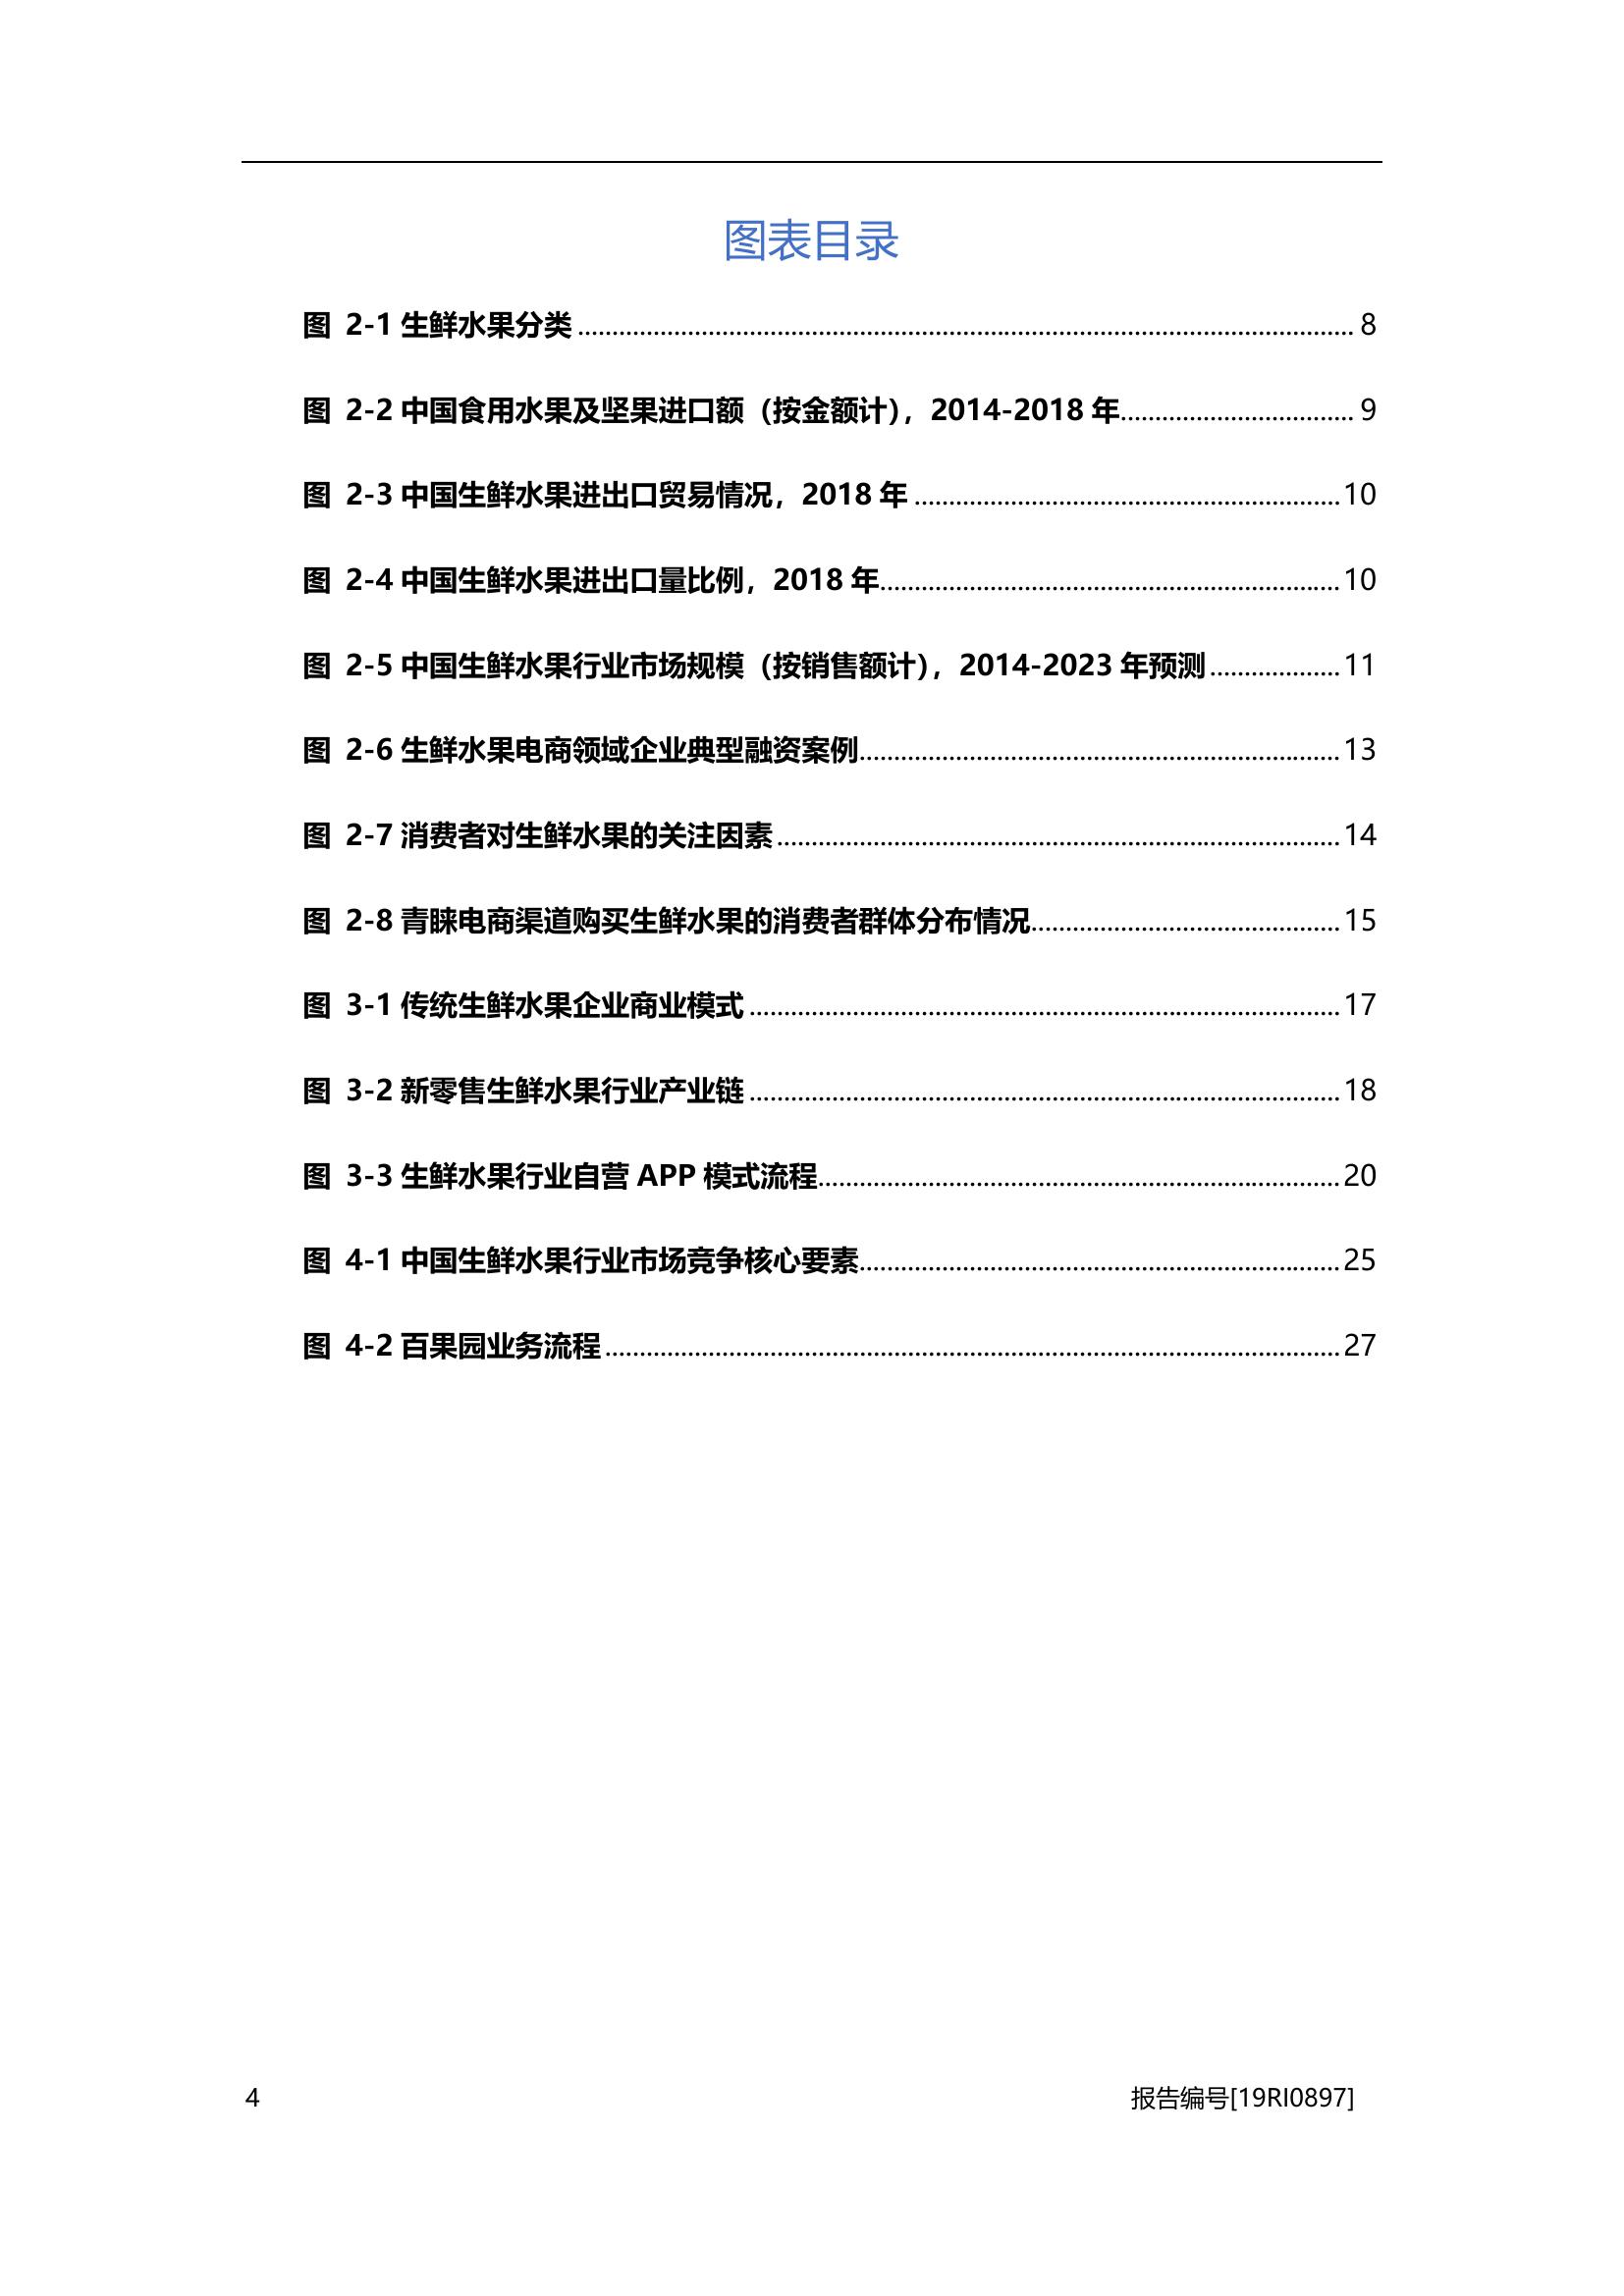 图表目录
图 2-1 生鲜水果分类 ........ 8
图 2-2 中国食用水果及坚果进口额（按金额计），2014-2018 年........ 9
图 2-3 中国生鲜水果进出口贸易情况，2018 年 ........ 10
图 2-4 中国生鲜水果进出口量比例，2018 年........ 10
图 2-5 中国生鲜水果行业市场规模（按销售额计），2014-2023 年预测 ........ 11
图 2-6 生鲜水果电商领域企业典型融资案例........ 13
图 2-7 消费者对生鲜水果的关注因素 ........ 14
图 2-8 青睐电商渠道购买生鲜水果的消费者群体分布情况........ 15
图 3-1 传统生鲜水果企业商业模式 ........ 17
图 3-2 新零售生鲜水果行业产业链 ........ 18
图 3-3 生鲜水果行业自营 APP 模式流程........ 20
图 4-1 中国生鲜水果行业市场竞争核心要素........ 25
图 4-2 百果园业务流程 ........ 27
4 报告编号[19RI0897]